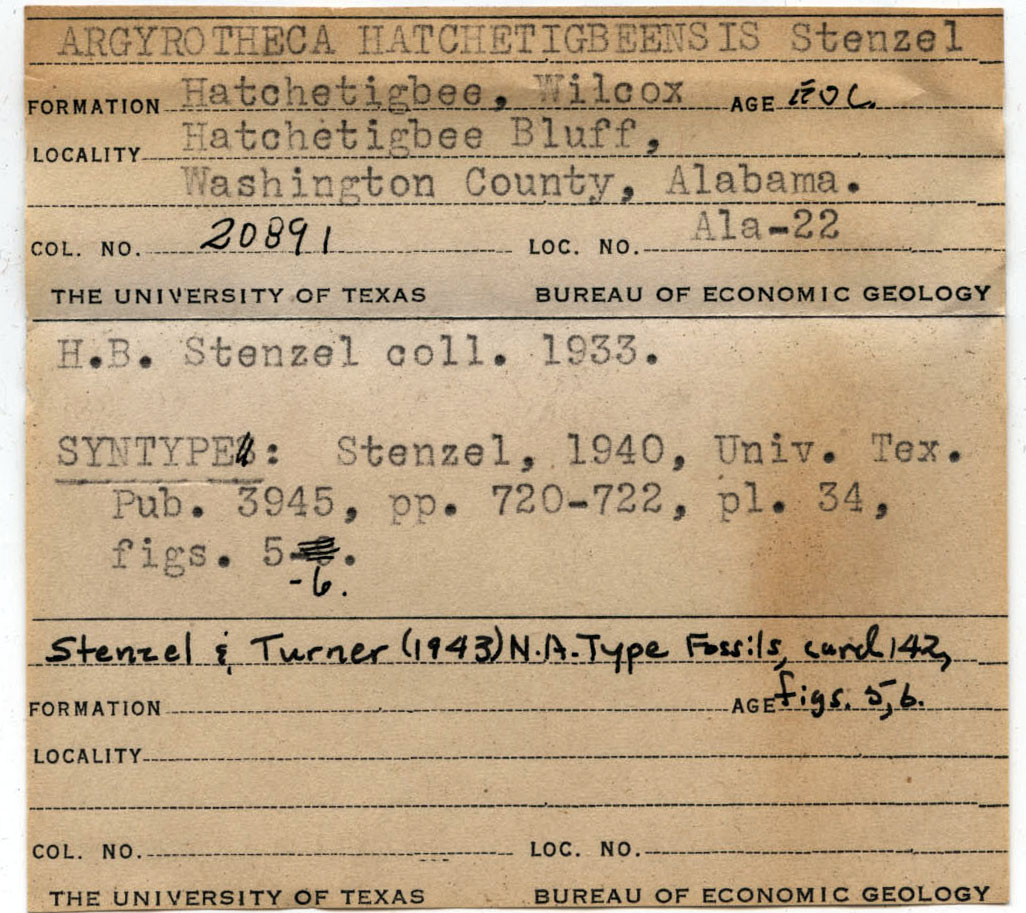 ARGYROTHECA HATCHETIGBEENSIS Stenzel
FORMATION Hatchetigbee, Wilcox AGE EOC
LOCALITY Hatchetigbee Bluff,
Washington County, Alabama.
COL. NO. 20891 LOC. NO. Ala-22
THE UNIVERSITY OF TEXAS BUREAU OF ECONOMIC GEOLOGY
H.B. Stenzel coll. 1933.
SYNTYPE: Stenzel, 1940, Univ. Tex.
Pub. 3945, pp. 720-722, pl. 34,
figs. 5
-6.
Stenzel & Turner (1943) N.A. Type Fossils, card 142,
figs. 5, 6.
FORMATION AGE
LOCALITY
COL. NO. LOC. NO.
THE UNIVERSITY OF TEXAS BUREAU OF ECONOMIC GEOLOGY